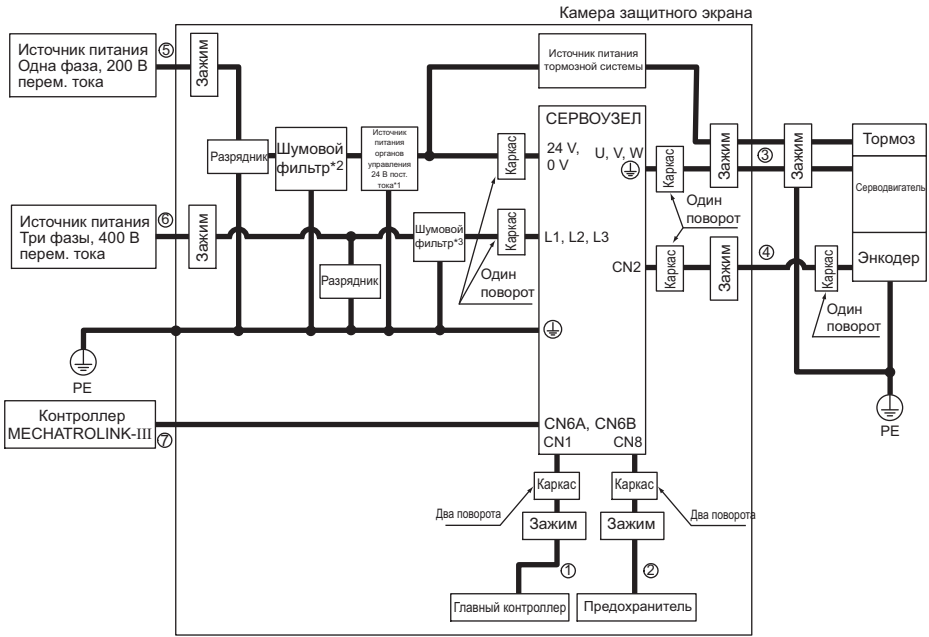 Камера защитного экрана
Источник питания
Одна фаза, 200 В
перем. тока
⑤
Зажим
Источник питания
тормозной системы
Разрядник
Шумовой
фильтр*2
Источник
питания
органов
управления
24 В пост.
тока*1
Каркас
СЕРВОУЗЕЛ
24 V,
0 V
U, V, W
Каркас
Зажим
③
Зажим
Тормоз
Серводвигатель
Энкодер
Источник питания
Три фазы, 400 В
перем. тока
⑥
Зажим
Разрядник
Шумовой
фильтр*3
Каркас
L1, L2, L3
Один
поворот
Один
поворот
CN2
Каркас
Зажим
④
Каркас
Один
поворот
PE
PE
Контроллер
MECHATROLINK-III
⑦
CN6A, CN6B
CN1
CN8
Каркас
Каркас
Два поворота
Два поворота
Зажим
Зажим
①
②
Главный контроллер
Предохранитель